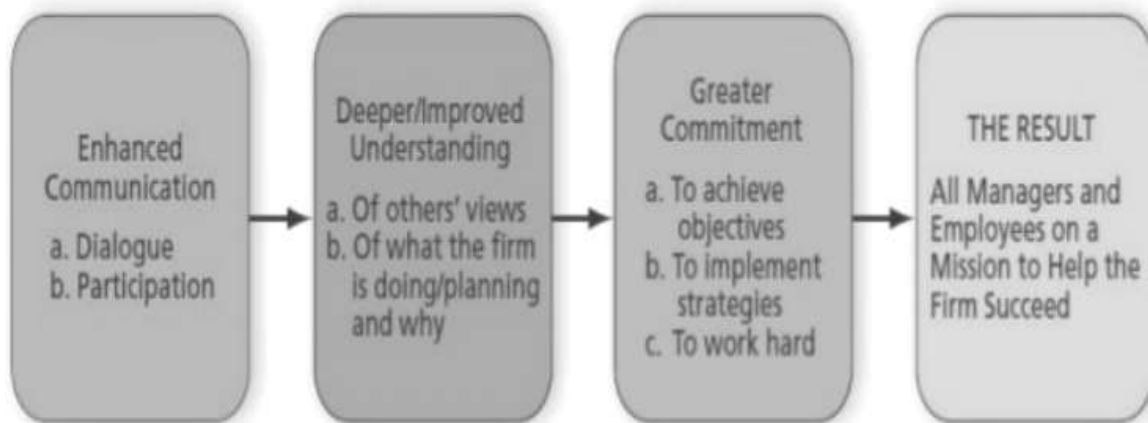 Enhanced
Communication
a. Dialogue
b. Participation
Deeper/Improved
Understanding
a. Of others' views
b. Of what the firm
is doing/planning
and why
Greater
Commitment
a. To achieve
objectives
b. To implement
strategies
c. To work hard
THE RESULT
All Managers and
Employees on a
Mission to Help the
Firm Succeed